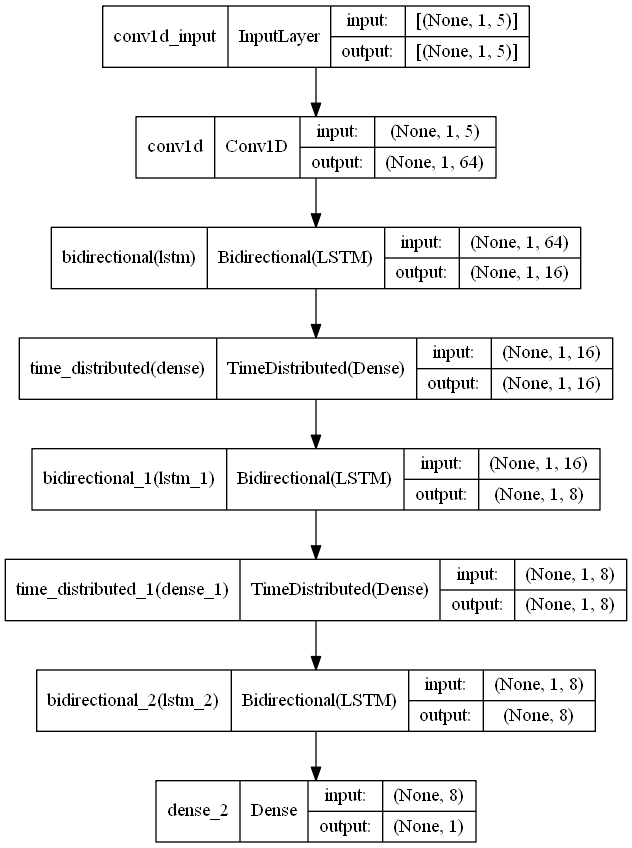 conv1d_input InputLayer input: [(None, 1, 5)]
output: [(None, 1, 5)]
conv1d Conv1D input: (None, 1, 5)
output: (None, 1, 64)
bidirectional(lstm) Bidirectional(LSTM) input: (None, 1, 64)
output: (None, 1, 16)
time_distributed(dense) TimeDistributed(Dense) input: (None, 1, 16)
output: (None, 1, 16)
bidirectional_1(lstm_1) Bidirectional(LSTM) input: (None, 1, 16)
output: (None, 1, 8)
time_distributed_1(dense_1) TimeDistributed(Dense) input: (None, 1, 8)
output: (None, 1, 8)
bidirectional_2(lstm_2) Bidirectional(LSTM) input: (None, 1, 8)
output: (None, 8)
dense_2 Dense input: (None, 8)
output: (None, 1)